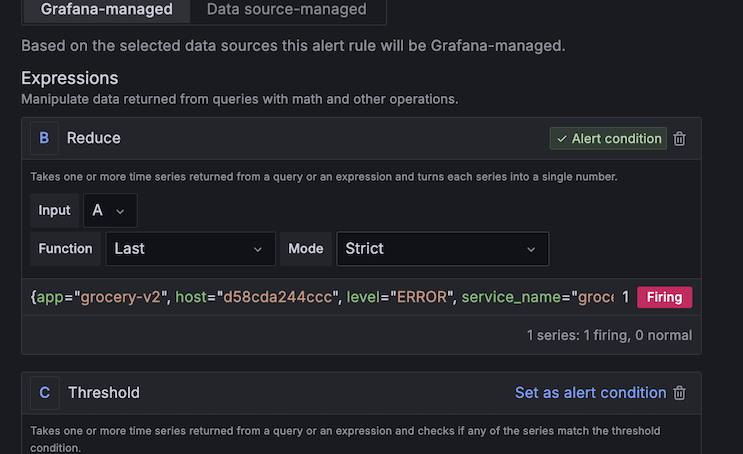 Grafana-managed Data source-managed
Based on the selected data sources this alert rule will be Grafana-managed.
Expressions
Manipulate data returned from queries with math and other operations.
B Reduce ✓ Alert condition
Takes one or more time series returned from a query or an expression and turns each series into a single number.
Input A
Function Last Mode Strict
{app="grocery-v2", host="d58cda244ccc", level="ERROR", service_name="groce 1 Firing
1 series: 1 firing, 0 normal
C Threshold Set as alert condition
Takes one or more time series returned from a query or an expression and checks if any of the series match the threshold
condition.